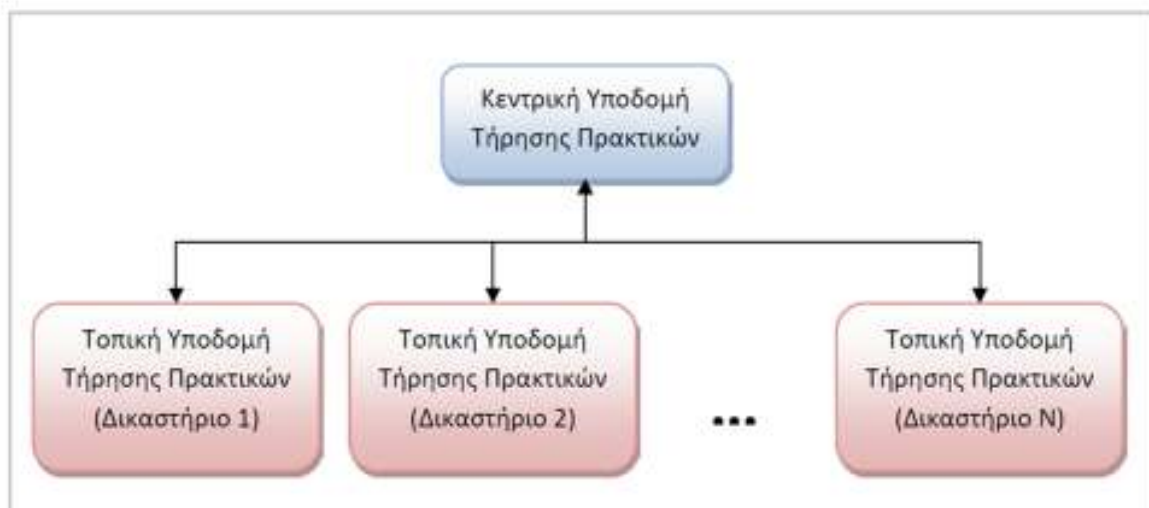 Κεντρική Υποδομή
Τήρησης Πρακτικών
Τοπική Υποδομή
Τήρησης Πρακτικών
(Δικαστήριο 1)
Τοπική Υποδομή
Τήρησης Πρακτικών
(Δικαστήριο 2)
...
Τοπική Υποδομή
Τήρησης Πρακτικών
(Δικαστήριο Ν)